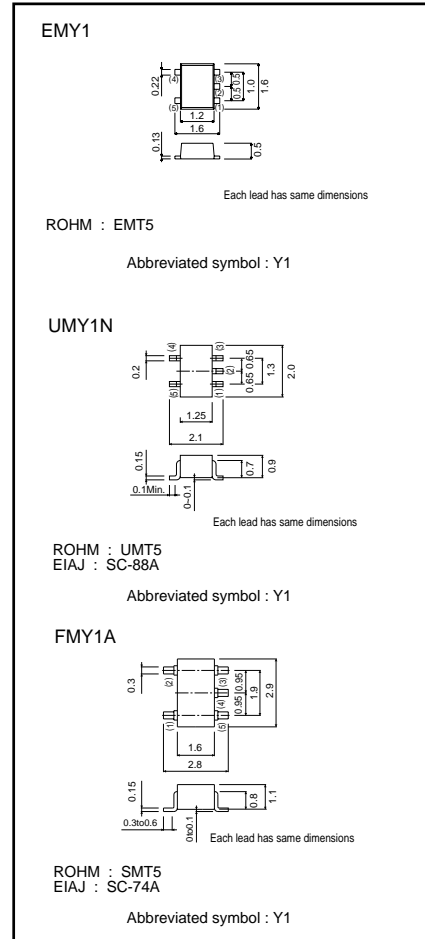 EMY1
0.22
(4)
(3)
(2)
(5)
(1)
0.5
0.5
1.0
1.6
1.2
1.6
0.13
0.5
Each lead has same dimensions
ROHM : EMT5
Abbreviated symbol : Y1
UMY1N
0.2
(4)
(3)
(2)
(5)
(1)
0.65
0.65
1.3
2.0
1.25
2.1
0.15
0.1Min.
0~0.1
0.7
0.9
Each lead has same dimensions
ROHM : UMT5
EIAJ : SC-88A
Abbreviated symbol : Y1
FMY1A
0.3
(2)
(3)
(4)
(1)
(5)
0.95
0.95
1.9
2.9
1.6
2.8
0.15
0.3to0.6
0to0.1
0.8
1.1
Each lead has same dimensions
ROHM : SMT5
EIAJ : SC-74A
Abbreviated symbol : Y1